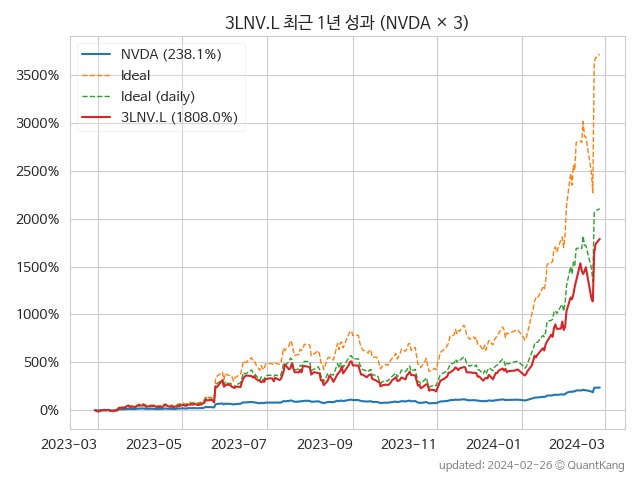 3LNV.L 최근 1년 성과 (NVDA × 3)
NVDA (238.1%)
Ideal
Ideal (daily)
3LNV.L (1808.0%)
3500%
3000%
2500%
2000%
1500%
1000%
500%
0%
2023-03 2023-05 2023-07 2023-09 2023-11 2024-01 2024-03
updated: 2024-02-26 © QuantKang